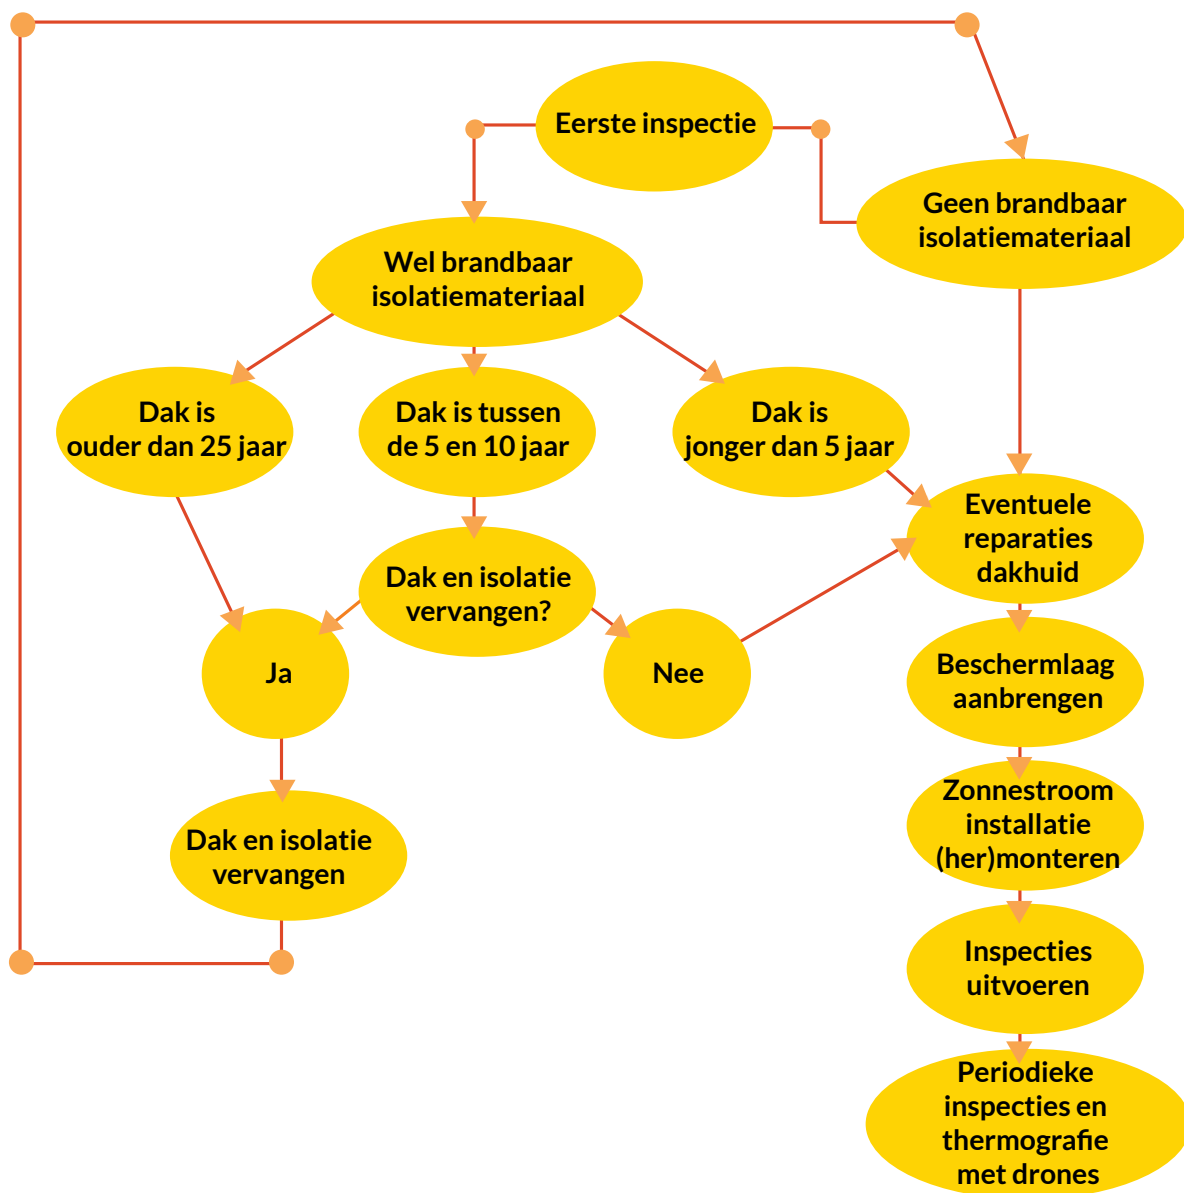 Eerste inspectie
Geen brandbaar
isolatiemateriaal
Wel brandbaar
isolatiemateriaal
Dak is
ouder dan 25 jaar
Dak is tussen
de 5 en 10 jaar
Dak is
jonger dan 5 jaar
Eventuele
reparaties
dakhuid
Dak en isolatie
vervangen?
Ja
Nee
Beschermlaag
aanbrengen
Zonnestroom
installatie
(her)monteren
Dak en isolatie
vervangen
Inspecties
uitvoeren
Periodieke
inspecties en
thermografie
met drones